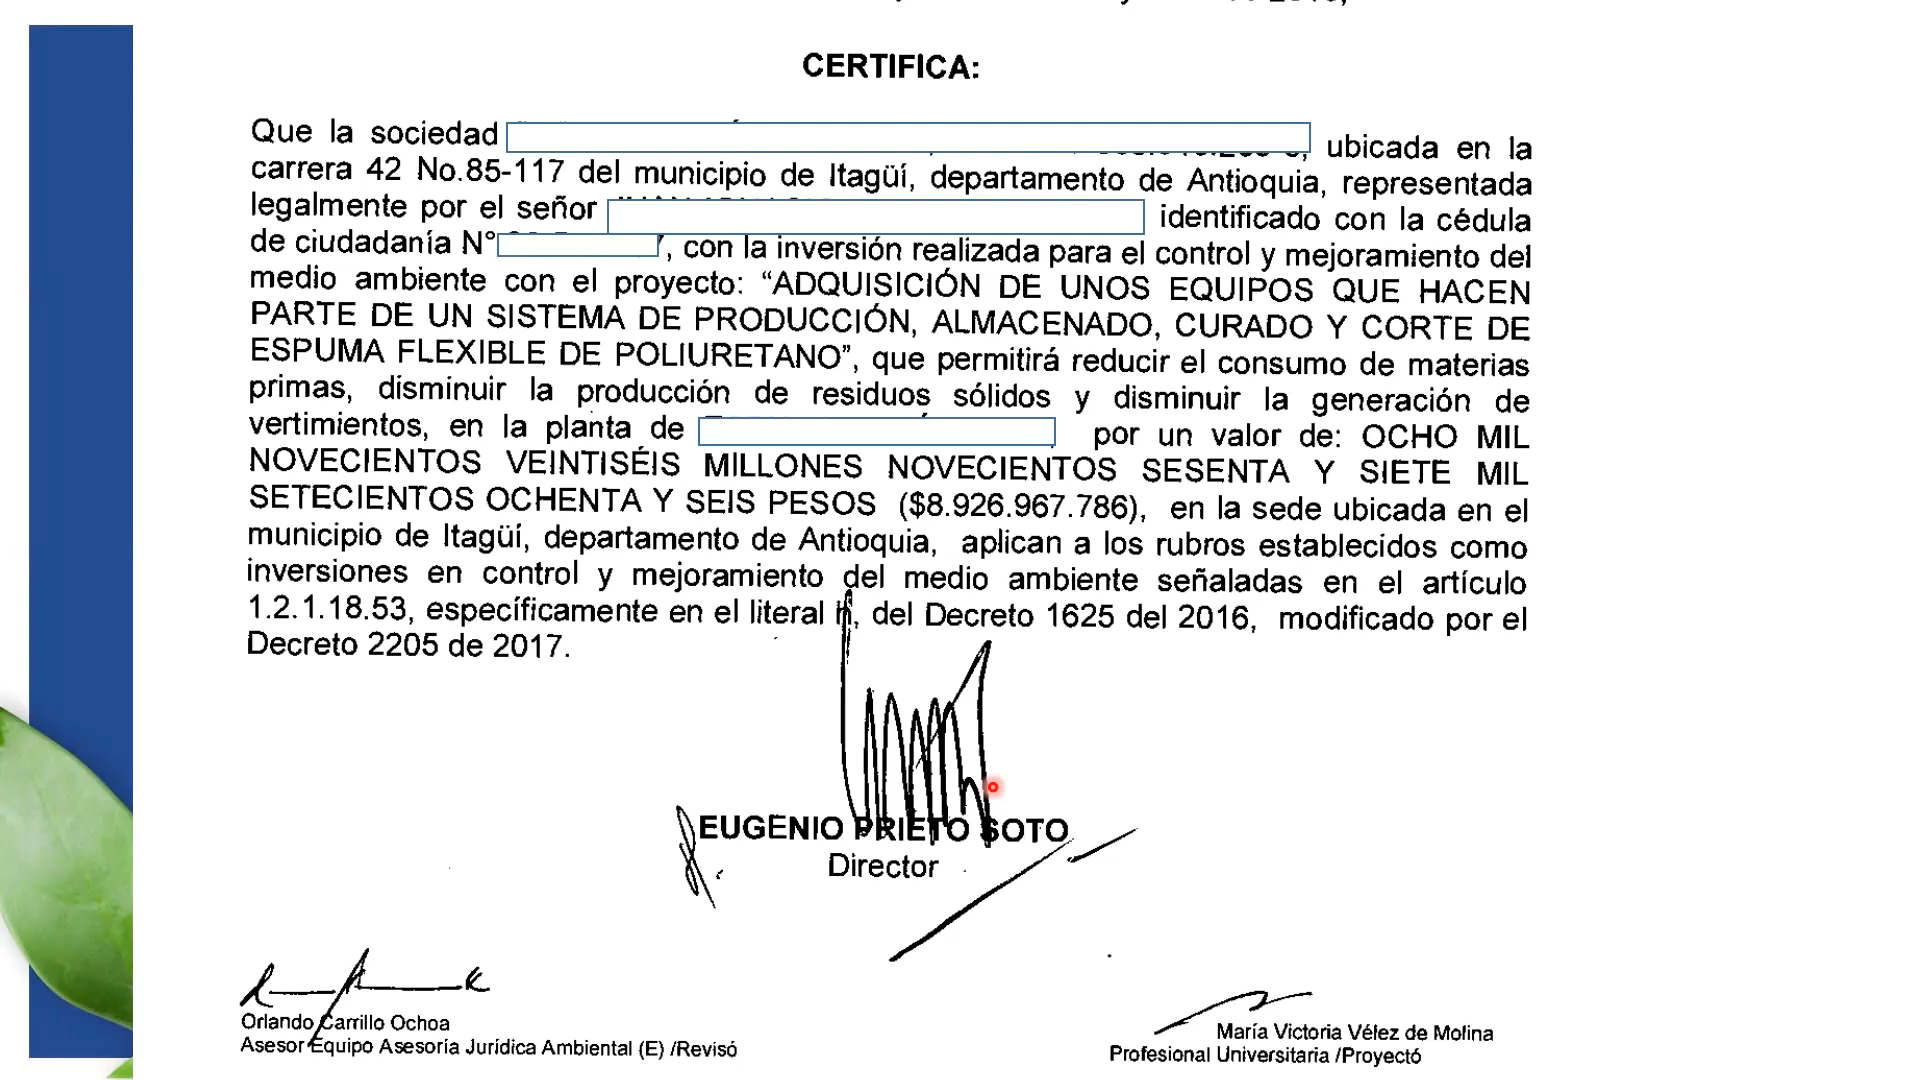 CERTIFICA:
Que la sociedad ubicada en la
carrera 42 No.85-117 del municipio de Itagüí, departamento de Antioquia, representada
legalmente por el señor identificado con la cédula
de ciudadanía N° , con la inversión realizada para el control y mejoramiento del
medio ambiente con el proyecto: “ADQUISICIÓN DE UNOS EQUIPOS QUE HACEN
PARTE DE UN SISTEMA DE PRODUCCIÓN, ALMACENADO, CURADO Y CORTE DE
ESPUMA FLEXIBLE DE POLIURETANO”, que permitirá reducir el consumo de materias
primas, disminuir la producción de residuos sólidos y disminuir la generación de
vertimientos, en la planta de por un valor de: OCHO MIL
NOVECIENTOS VEINTISÉIS MILLONES NOVECIENTOS SESENTA Y SIETE MIL
SETECIENTOS OCHENTA Y SEIS PESOS ($8.926.967.786), en la sede ubicada en el
municipio de Itagüí, departamento de Antioquia, aplican a los rubros establecidos como
inversiones en control y mejoramiento del medio ambiente señaladas en el artículo
1.2.1.18.53, específicamente en el literal , del Decreto 1625 del 2016, modificado por el
Decreto 2205 de 2017.
EUGENIO PRIETO SOTO
Director
Orlando Carrillo Ochoa
Asesor Equipo Asesoría Jurídica Ambiental (E) /Revisó
María Victoria Vélez de Molina
Profesional Universitaria /Proyectó